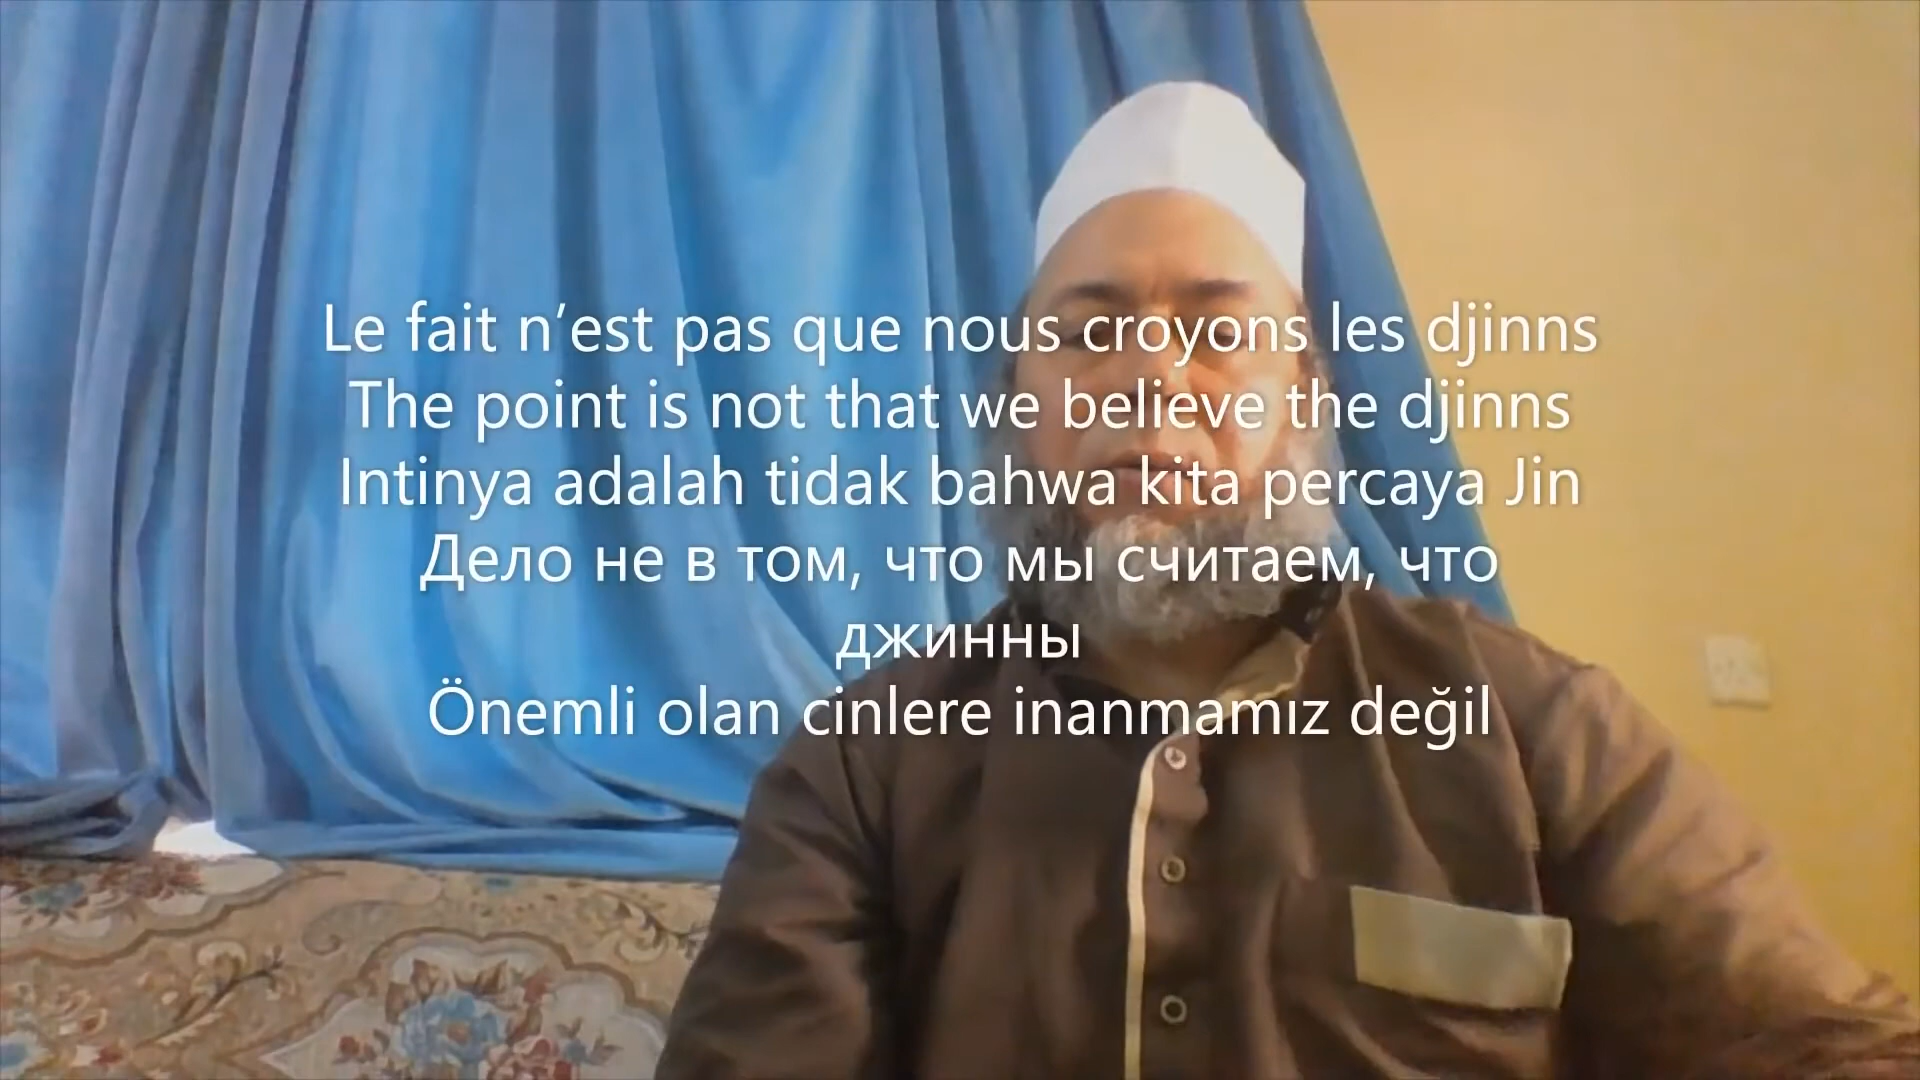 Le fait n’est pas que nous croyons les djinns
The point is not that we believe the djinns
Intinya adalah tidak bahwa kita percaya Jin
Дело не в том, что мы считаем, что
джинны
Önemli olan cinlere inanmamız değil